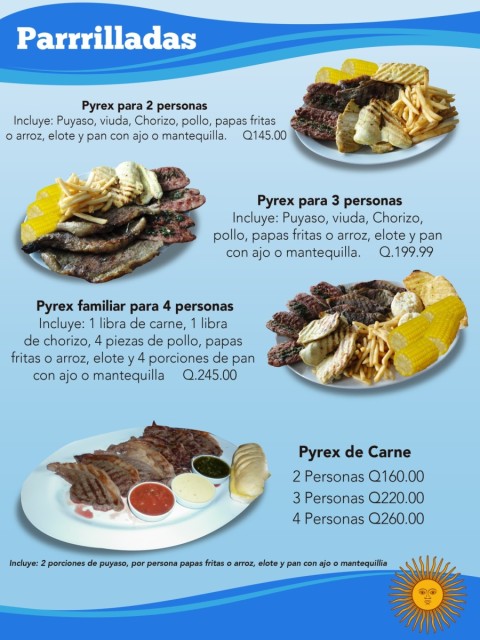 Parrrilladas
Pyrex para 2 personas
Incluye: Puyaso, viuda, Chorizo, pollo, papas fritas
o arroz, elote y pan con ajo o mantequilla. Q145.00
Pyrex para 3 personas
Incluye: Puyaso, viuda, Chorizo,
pollo, papas fritas o arroz, elote y pan
con ajo o mantequilla. Q.199.99
Pyrex familiar para 4 personas
Incluye: 1 libra de carne, 1 libra
de chorizo, 4 piezas de pollo, papas
fritas o arroz, elote y 4 porciones de pan
con ajo o mantequilla Q.245.00
Pyrex de Carne
2 Personas Q160.00
3 Personas Q220.00
4 Personas Q260.00
Incluye: 2 porciones de puyaso, por persona papas fritas o arroz, elote y pan con ajo o mantequillia